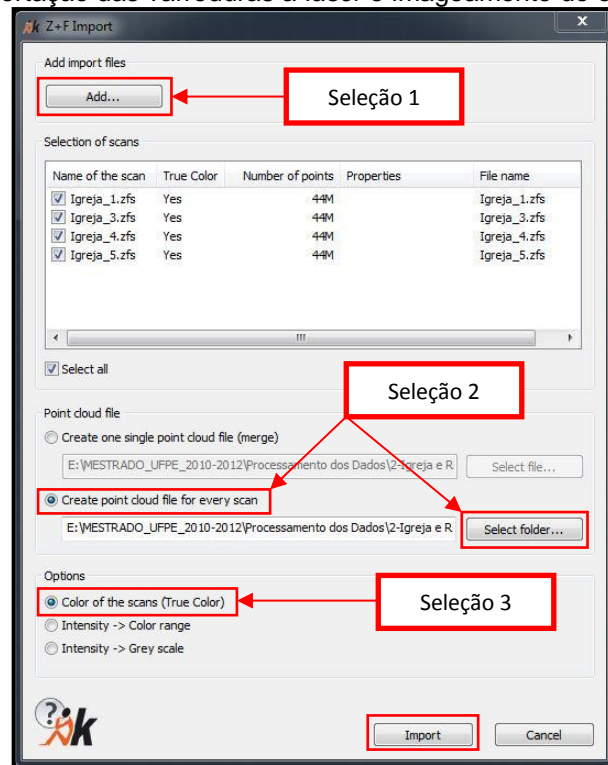 das varreduras a laser e imageamento do
Z+F Import
Add import files
Add...
Seleção 1
Selection of scans
Name of the scan True Color Number of points Properties File name
Igreja_1.zfs Yes 44M Igreja_1.zfs
Igreja_3.zfs Yes 44M Igreja_3.zfs
Igreja_4.zfs Yes 44M Igreja_4.zfs
Igreja_5.zfs Yes 44M Igreja_5.zfs
Select all
Seleção 2
Point cloud file
Create one single point cloud file (merge)
E:\MESTRADO_UFPE_2010-2012\Processamento dos Dados\2-Igreja e R Select file...
Create point cloud file for every scan
E:\MESTRADO_UFPE_2010-2012\Processamento dos Dados\2-Igreja e R Select folder...
Options
Color of the scans (True Color)
Seleção 3
Intensity -> Color range
Intensity -> Grey scale
?
k
Import Cancel